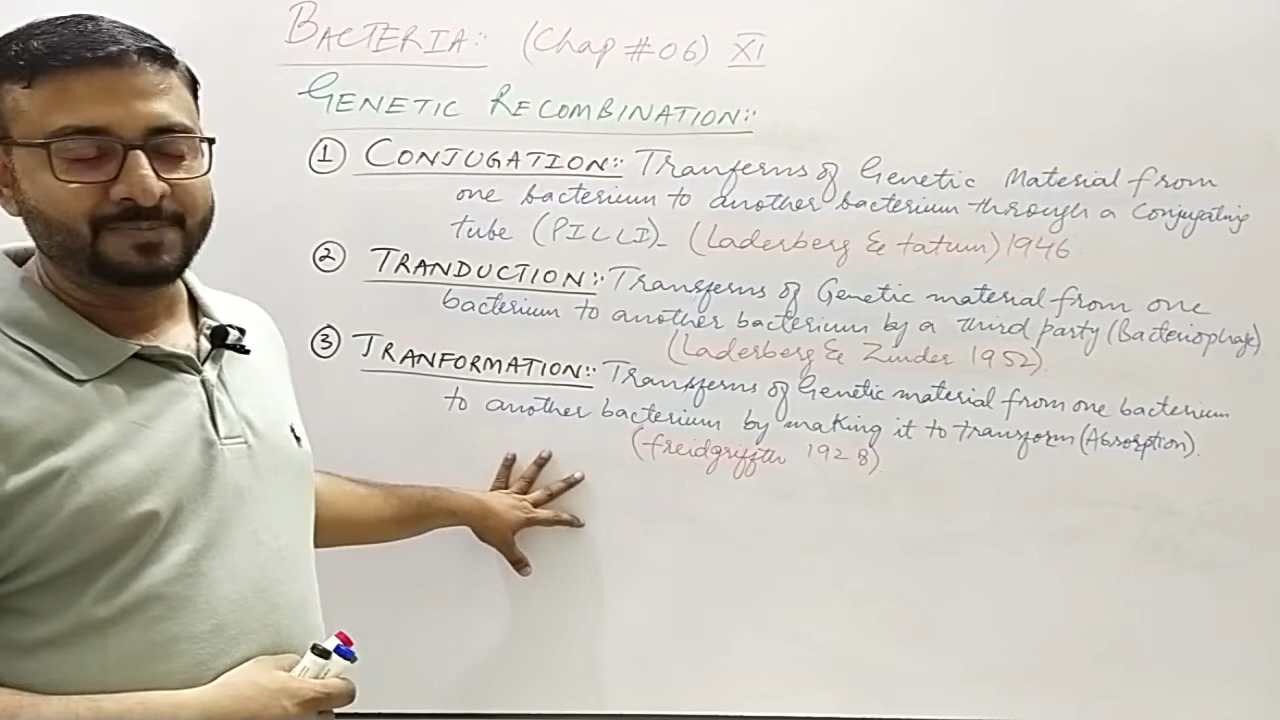 BACTERIA:: (Chap #06) XI
GENETIC RECOMBINATION::
① CONJUGATION:: Tranferns of Genetic Material from
one bacterium to another bacterium through a Conjugating
tube (PILLI)_ (Laderberg & tatum) 1946
② TRANDUCTION:: Transferns of Genetic material from one
bacterium to another bacterium by a third party (Bacteriophage)
(Laderberg & Zinder 1952)
③ TRANFORMATION:: Transferns of Genetic material from one bacterium
to another bacterium by making it to transform (Absorption).
(freidgriffth 1928)